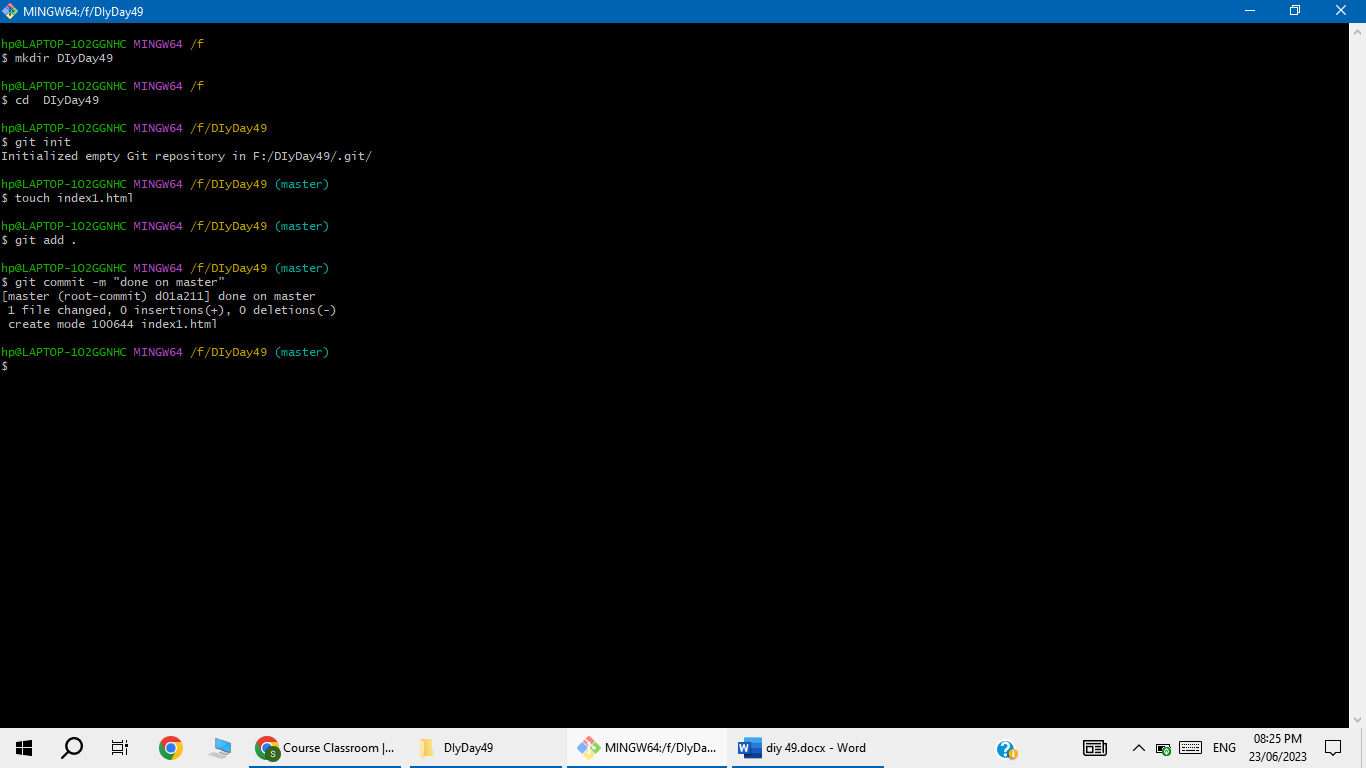 MINGW64:/f/DIyDay49
hp@LAPTOP-1O2GGNHC MINGW64 /f
$ mkdir DIyDay49
hp@LAPTOP-1O2GGNHC MINGW64 /f
$ cd  DIyDay49
hp@LAPTOP-1O2GGNHC MINGW64 /f/DIyDay49
$ git init
Initialized empty Git repository in F:/DIyDay49/.git/
hp@LAPTOP-1O2GGNHC MINGW64 /f/DIyDay49 (master)
$ touch index1.html
hp@LAPTOP-1O2GGNHC MINGW64 /f/DIyDay49 (master)
$ git add .
hp@LAPTOP-1O2GGNHC MINGW64 /f/DIyDay49 (master)
$ git commit -m "done on master"
[master (root-commit) d01a211] done on master
 1 file changed, 0 insertions(+), 0 deletions(-)
 create mode 100644 index1.html
hp@LAPTOP-1O2GGNHC MINGW64 /f/DIyDay49 (master)
$
S Course Classroom |...
DIyDay49
MINGW64:/f/DIyDa...
W diy 49.docx - Word
ENG
08:25 PM
23/06/2023